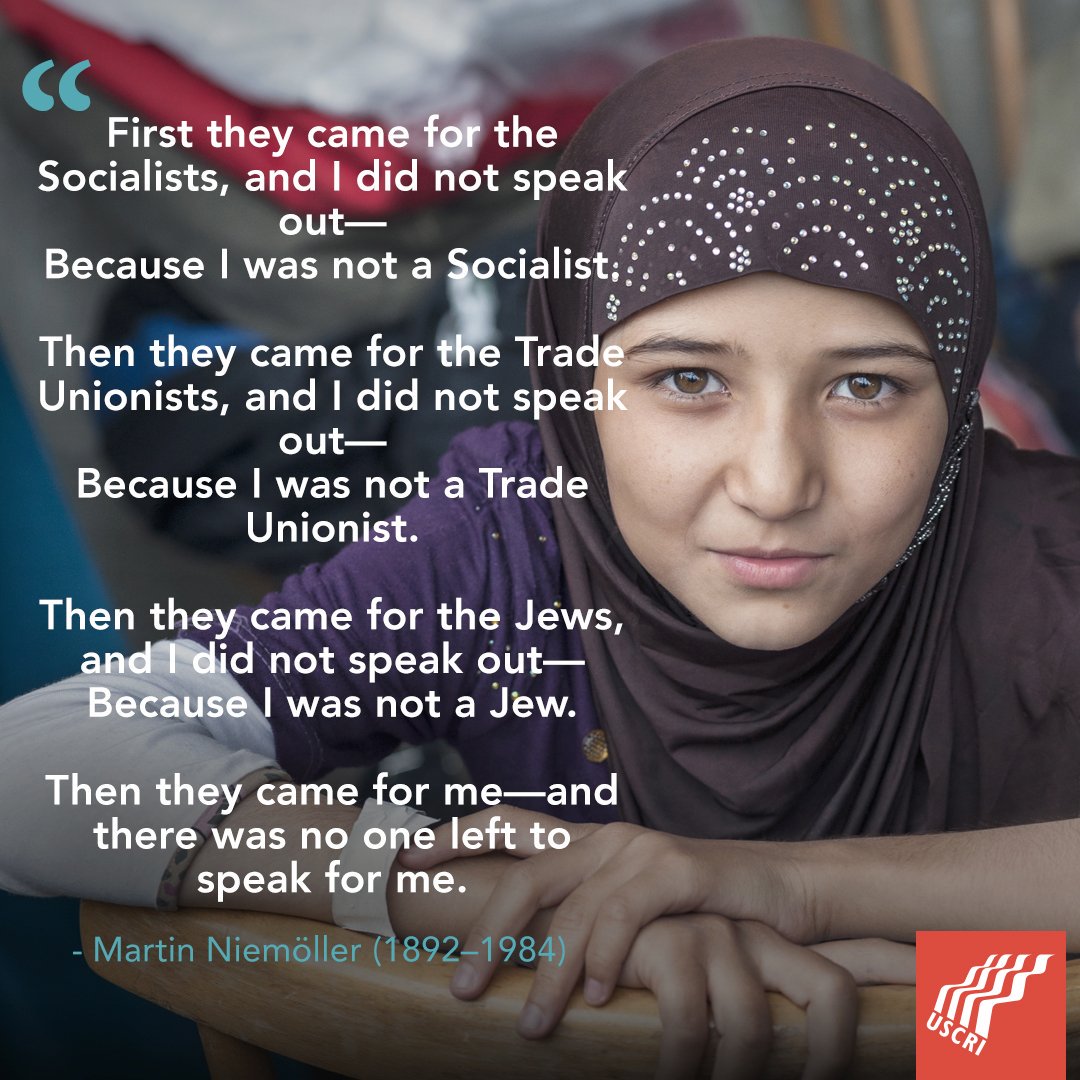 “
First they came for the
Socialists, and I did not speak
out—
Because I was not a Socialist.
Then they came for the Trade
Unionists, and I did not speak
out—
Because I was not a Trade
Unionist.
Then they came for the Jews,
and I did not speak out—
Because I was not a Jew.
Then they came for me—and
there was no one left to
speak for me.
- Martin Niemöller (1892–1984)
USCRI